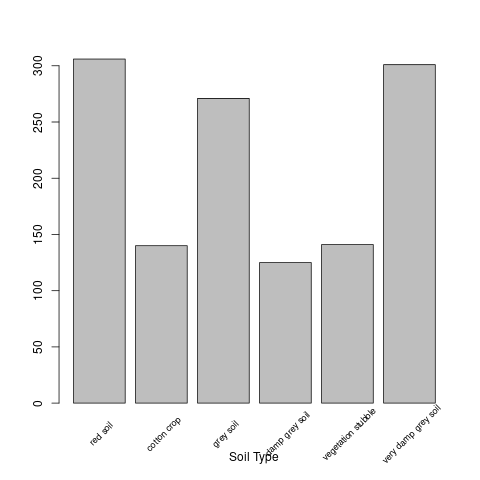 300
250
200
150
100
50
0
red soil
cotton crop
grey soil
damp grey soil
vegetation stubble
very damp grey soil
Soil Type